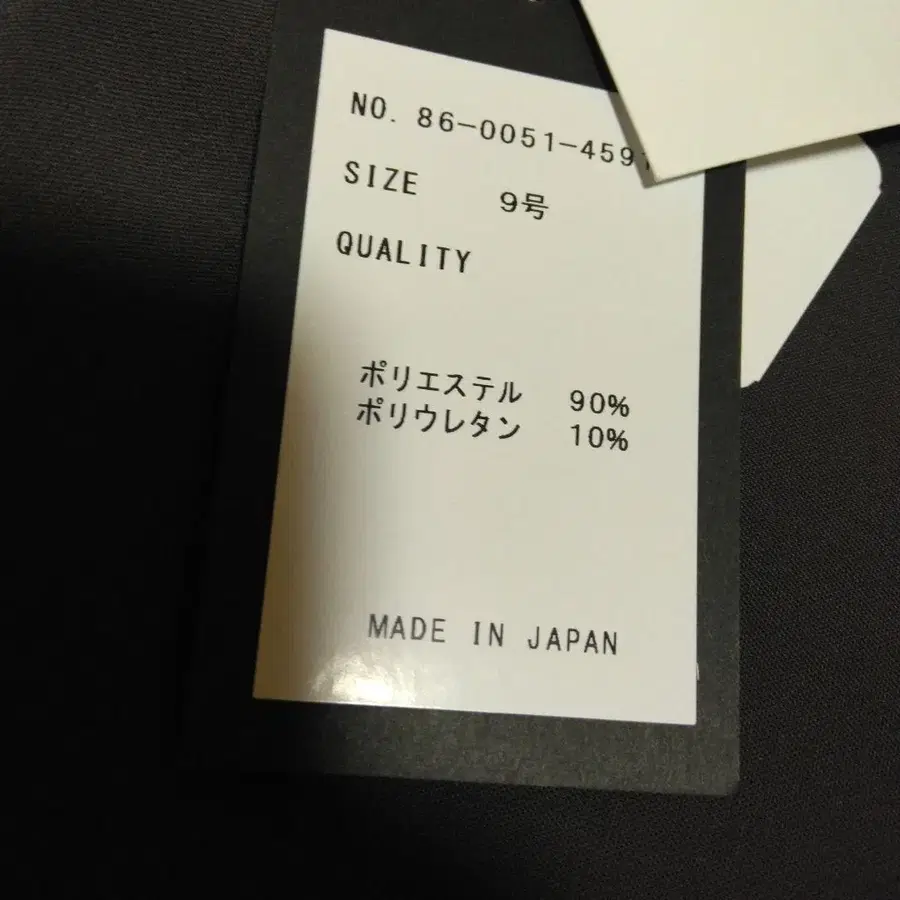 NO. 86-0051-459
SIZE 9号
QUALITY
ポリエステル 90%
ポリウレタン 10%
MADE IN JAPAN